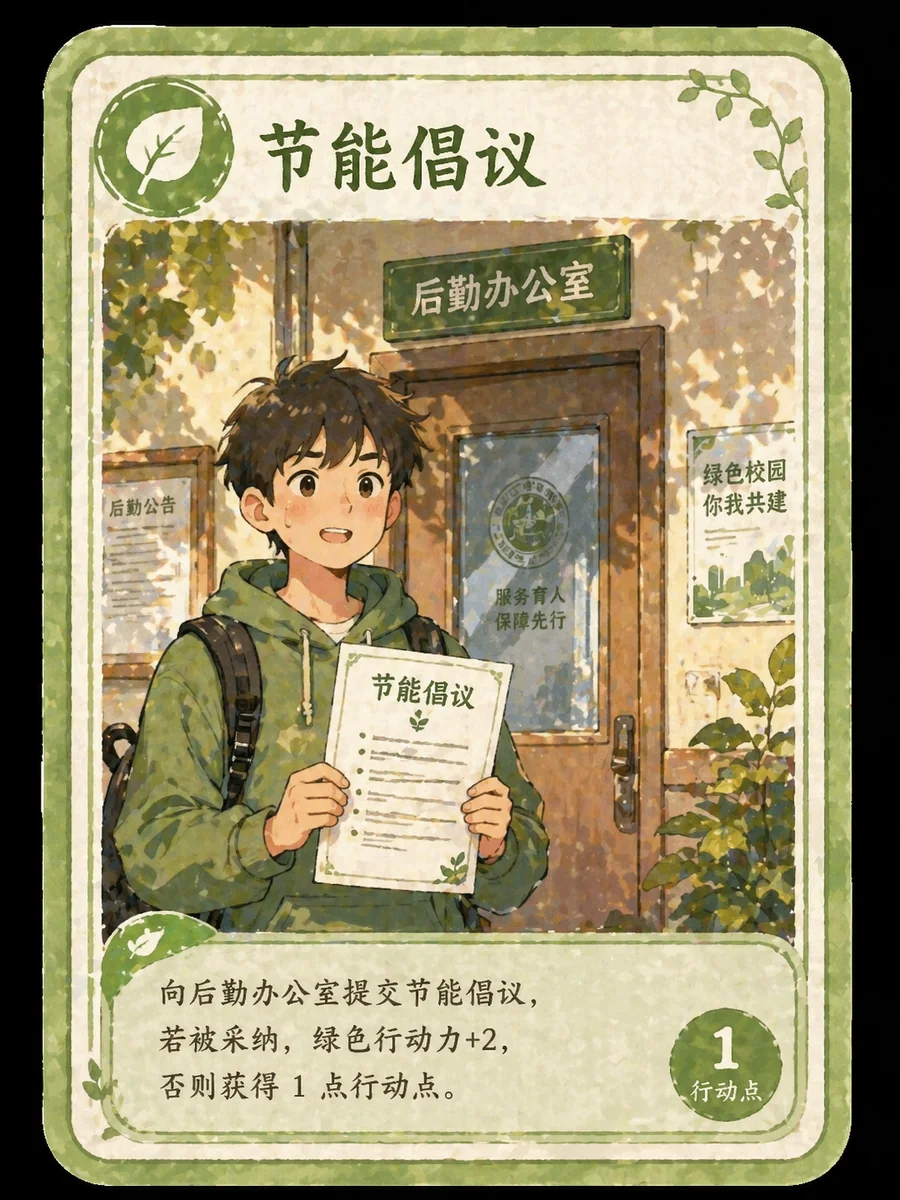 节能倡议
后勤办公室
后勤公告
绿色校园
你我共建
服务育人
保障先行
节能倡议
向后勤办公室提交节能倡议，
若被采纳，绿色行动力+2，
否则获得 1 点行动点。
1
行动点